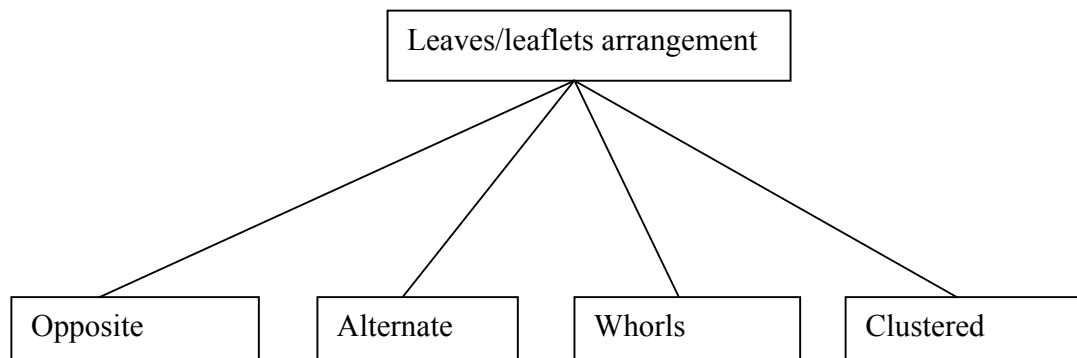 Leaves/leaflets arrangement
Opposite
Alternate
Whorls
Clustered